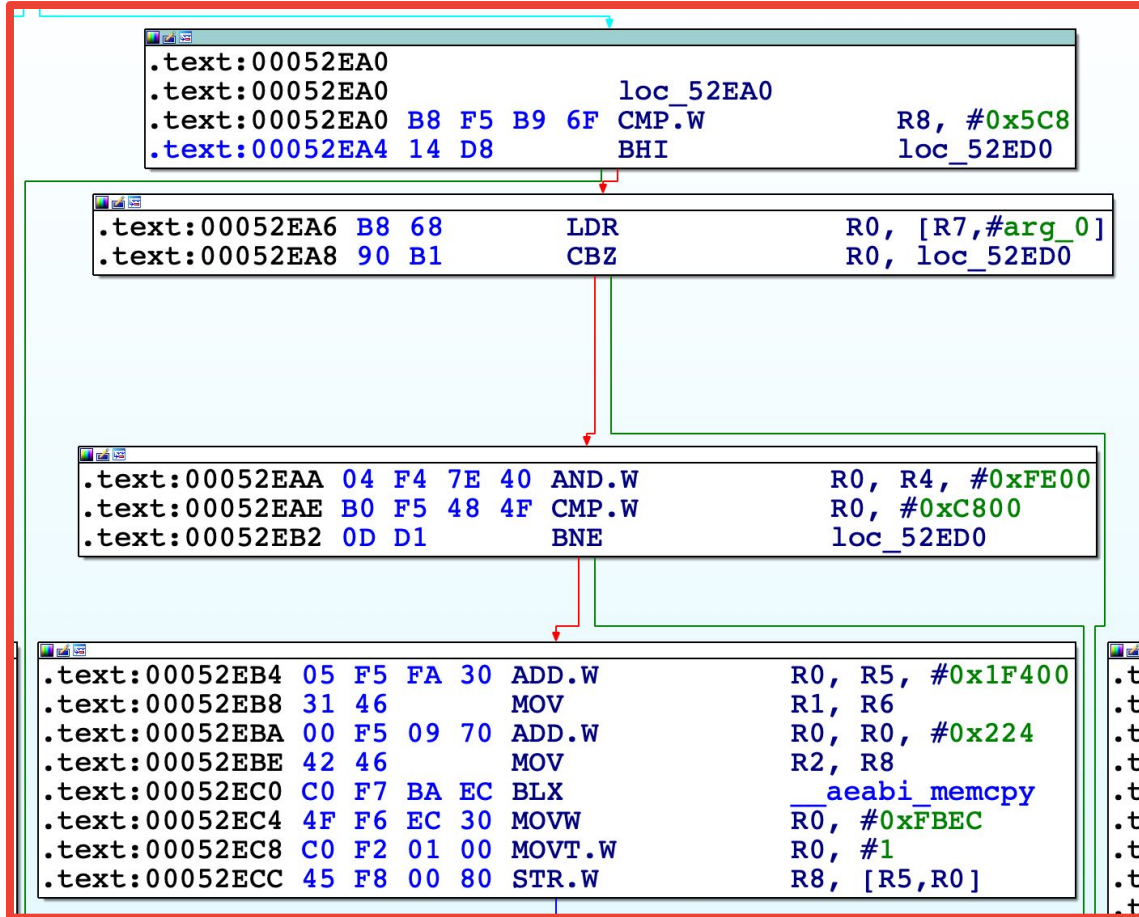 .text:00052EA0
.text:00052EA0 loc_52EA0
.text:00052EA0 B8 F5 B9 6F CMP.W R8, #0x5C8
.text:00052EA4 14 D8 BHI loc_52ED0
.text:00052EA6 B8 68 LDR R0, [R7,#arg_0]
.text:00052EA8 90 B1 CBZ R0, loc_52ED0
.text:00052EAA 04 F4 7E 40 AND.W R0, R4, #0xFE00
.text:00052EAE B0 F5 48 4F CMP.W R0, #0xC800
.text:00052EB2 0D D1 BNE loc_52ED0
.text:00052EB4 05 F5 FA 30 ADD.W R0, R5, #0x1F400
.text:00052EB8 31 46 MOV R1, R6
.text:00052EBA 00 F5 09 70 ADD.W R0, R0, #0x224
.text:00052EBE 42 46 MOV R2, R8
.text:00052EC0 C0 F7 BA EC BLX __aeabi_memcpy
.text:00052EC4 4F F6 EC 30 MOVW R0, #0xFBEC
.text:00052EC8 C0 F2 01 00 MOVT.W R0, #1
.text:00052ECC 45 F8 00 80 STR.W R8, [R5,R0]